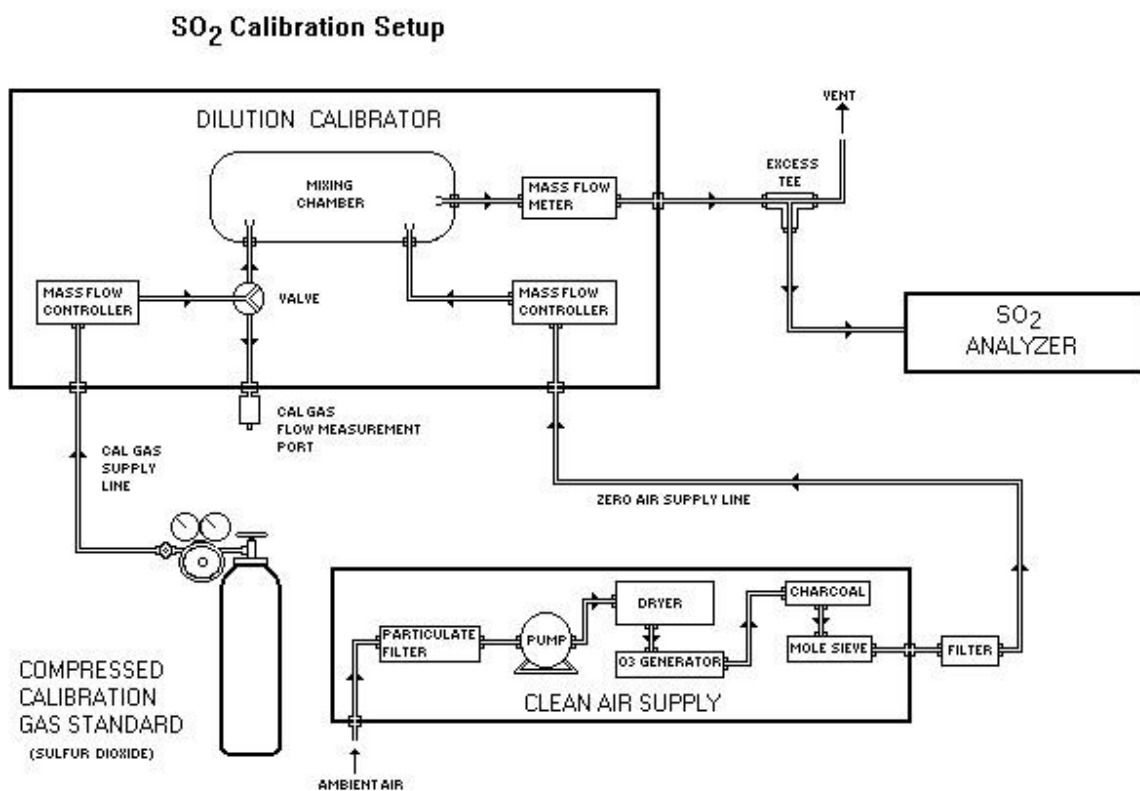 SO2 Calibration Setup
DILUTION CALIBRATOR
VENT
EXCESS
TEE
MIXING
CHAMBER
MASS FLOW
METER
MASS FLOW
CONTROLLER
VALVE
MASS FLOW
CONTROLLER
SO2
ANALYZER
CAL GAS
FLOW MEASUREMENT
PORT
CAL GAS
SUPPLY
LINE
ZERO AIR SUPPLY LINE
COMPRESSED
CALIBRATION
GAS STANDARD
(SULFUR DIOXIDE)
PARTICULATE
FILTER
PUMP
DRYER
O3 GENERATOR
CHARCOAL
MOLE SIEVE
FILTER
CLEAN AIR SUPPLY
AMBIENT AIR